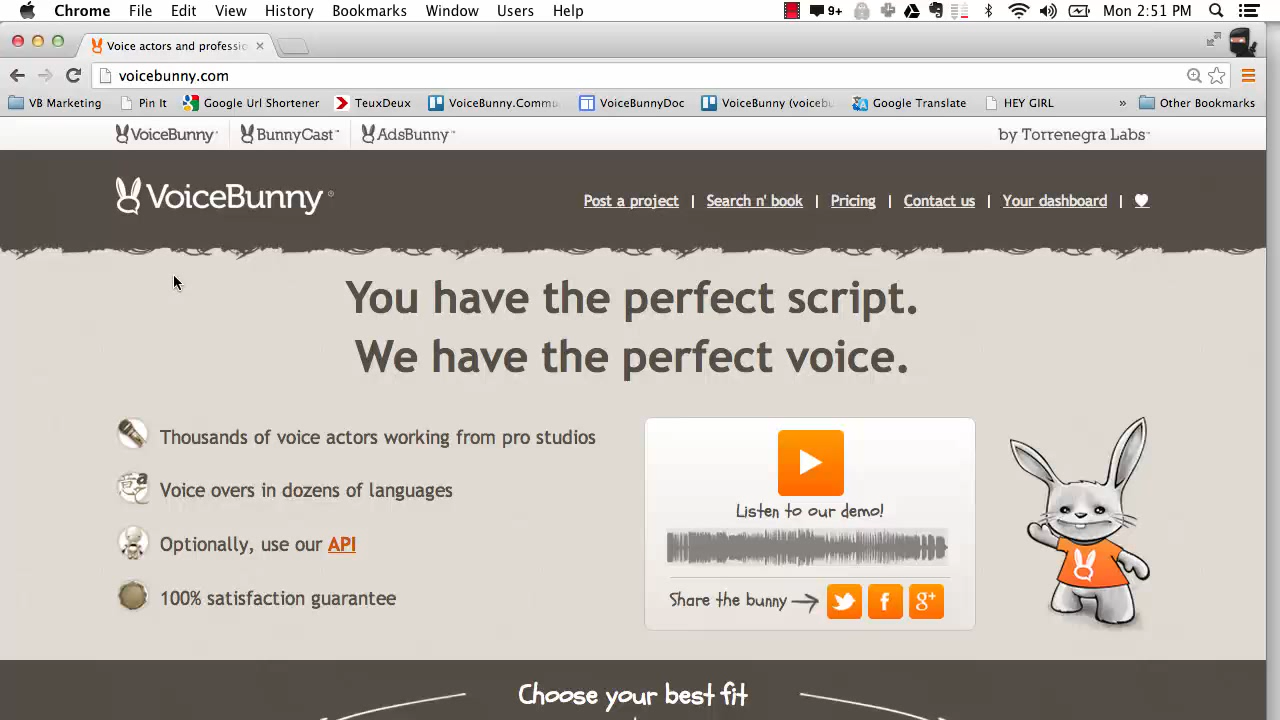 Chrome File Edit View History Bookmarks Window Users Help 9+ Mon 2:51 PM
Voice actors and professio
voicebunny.com
VB Marketing Pin It Google Url Shortener TeuxDeux VoiceBunny.Commu VoiceBunnyDoc VoiceBunny (voicebu Google Translate HEY GIRL » Other Bookmarks
VoiceBunny BunnyCast™ AdsBunny™ by Torrenegra Labs™
VoiceBunny® Post a project | Search n' book | Pricing | Contact us | Your dashboard |
You have the perfect script.
We have the perfect voice.
Thousands of voice actors working from pro studios
Voice overs in dozens of languages
Optionally, use our API
100% satisfaction guarantee
Listen to our demo!
Share the bunny
Choose your best fit